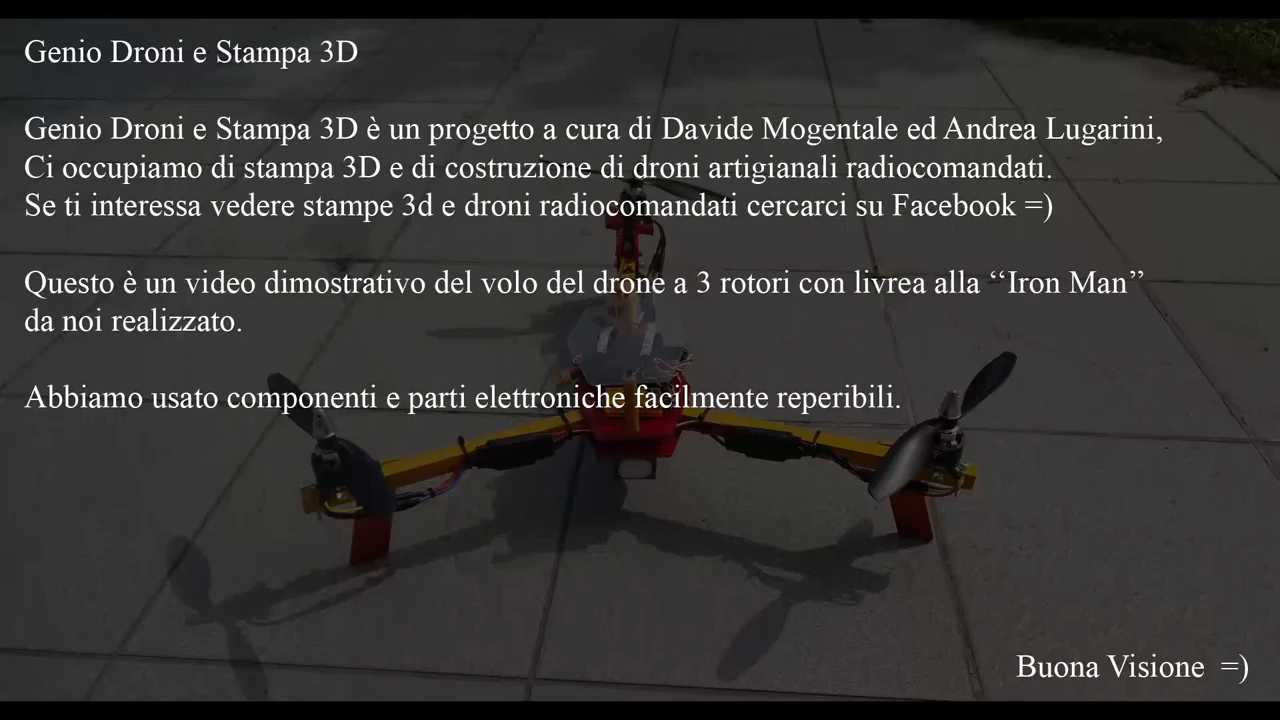 Genio Droni e Stampa 3D
Genio Droni e Stampa 3D è un progetto a cura di Davide Mogentale ed Andrea Lugarini,
Ci occupiamo di stampa 3D e di costruzione di droni artigianali radiocomandati.
Se ti interessa vedere stampe 3d e droni radiocomandati cercarci su Facebook =)
Questo è un video dimostrativo del volo del drone a 3 rotori con livrea alla ‘‘Iron Man’’
da noi realizzato.
Abbiamo usato componenti e parti elettroniche facilmente reperibili.
Buona Visione =)